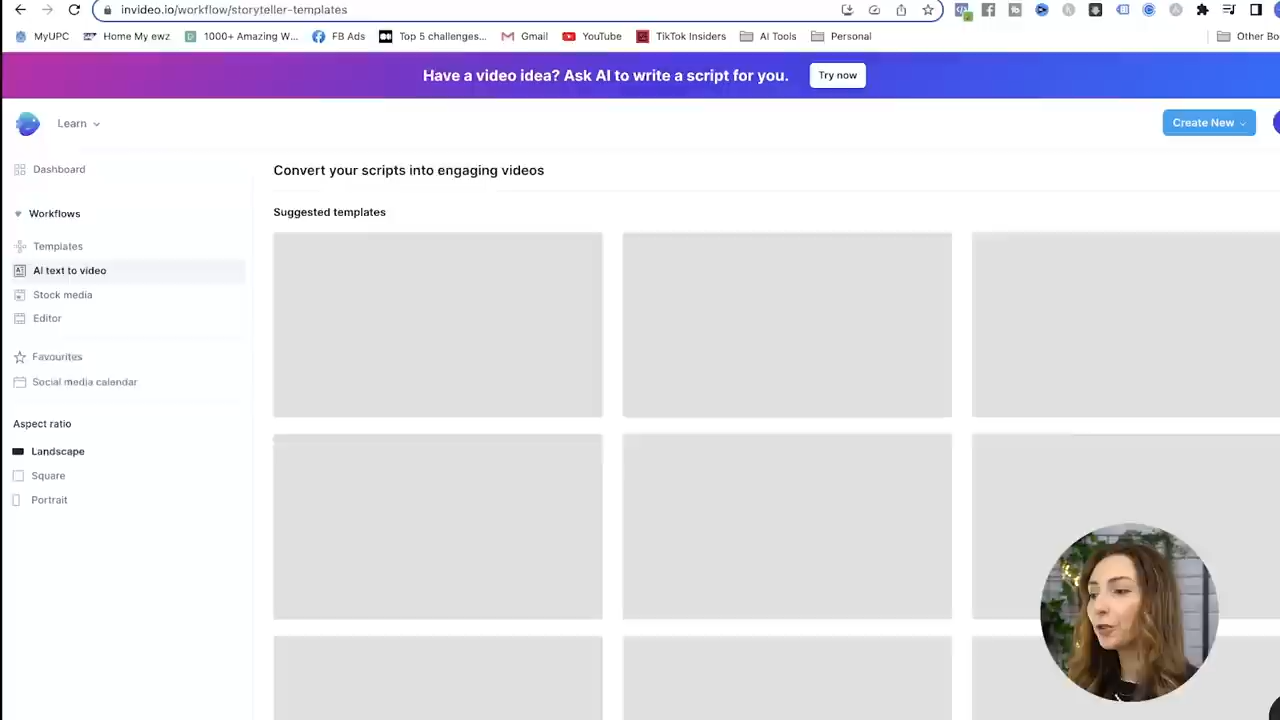 invideo.io/workflow/storyteller-templates
MyUPC
Home My ewz
1000+ Amazing W...
FB Ads
Top 5 challenges...
Gmail
YouTube
TikTok Insiders
AI Tools
Personal
Other Bo
Have a video idea? Ask AI to write a script for you.
Try now
Learn
Create New
Dashboard
Convert your scripts into engaging videos
Workflows
Suggested templates
Templates
AI text to video
Stock media
Editor
Favourites
Social media calendar
Aspect ratio
Landscape
Square
Portrait